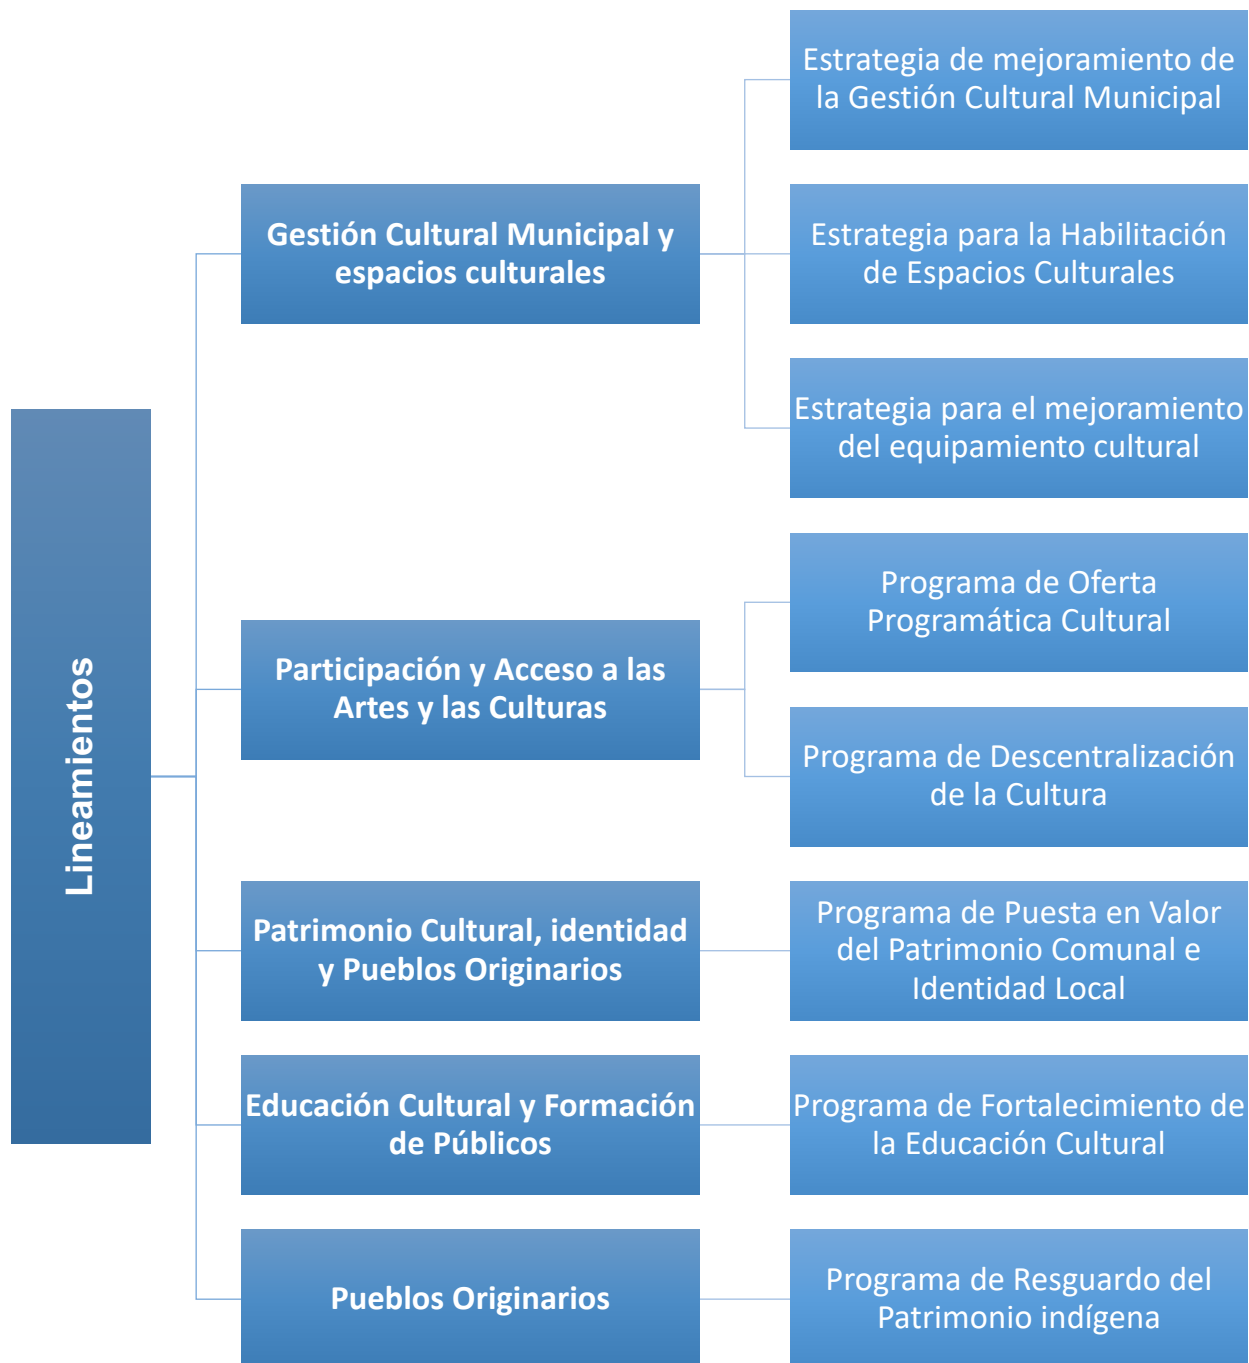 Lineamientos
Gestión Cultural Municipal y
espacios culturales
Estrategia de mejoramiento de
la Gestión Cultural Municipal
Estrategia para la Habilitación
de Espacios Culturales
Estrategia para el mejoramiento
del equipamiento cultural
Participación y Acceso a las
Artes y las Culturas
Programa de Oferta
Programática Cultural
Programa de Descentralización
de la Cultura
Patrimonio Cultural, identidad
y Pueblos Originarios
Programa de Puesta en Valor
del Patrimonio Comunal e
Identidad Local
Educación Cultural y Formación
de Públicos
Programa de Fortalecimiento de
la Educación Cultural
Pueblos Originarios
Programa de Resguardo del
Patrimonio indígena